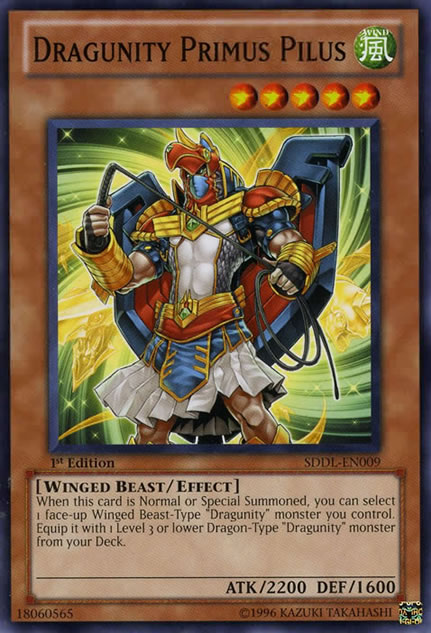 DRAGUNITY PRIMUS PILUS
WIND
風
1st Edition
SDDL-EN009
[WINGED BEAST/EFFECT]
When this card is Normal or Special Summoned, you can select
1 face-up Winged Beast-Type "Dragunity" monster you control.
Equip it with 1 Level 3 or lower Dragon-Type "Dragunity" monster
from your Deck.
ATK/2200 DEF/1600
18060565
©1996 KAZUKI TAKAHASHI